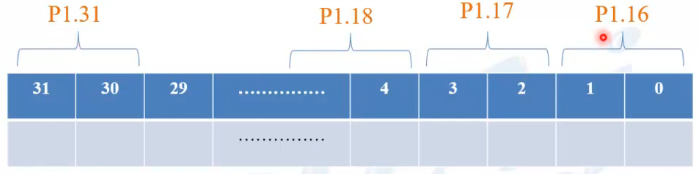 P1.31 P1.18 P1.17 P1.16
31 30 29 ............... 4 3 2 1 0
...............